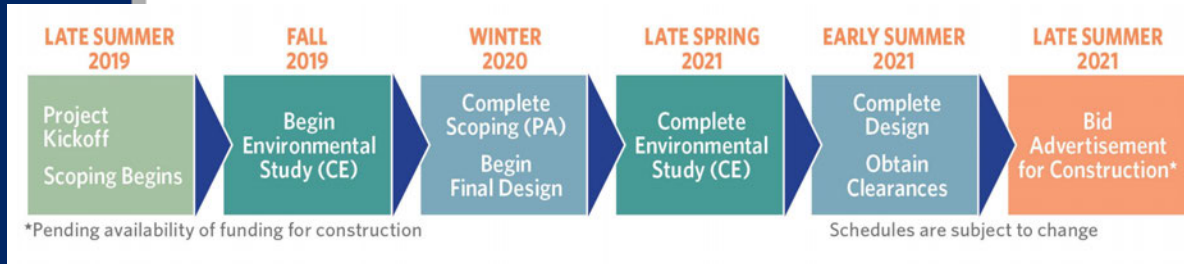 LATE SUMMER
2019
FALL
2019
WINTER
2020
LATE SPRING
2021
EARLY SUMMER
2021
LATE SUMMER
2021
Project
Kickoff
Scoping Begins
Begin
Environmental
Study (CE)
Complete
Scoping (PA)
Begin
Final Design
Complete
Environmental
Study (CE)
Complete
Design
Obtain
Clearances
Bid
Advertisement
for Construction*
*Pending availability of funding for construction
Schedules are subject to change